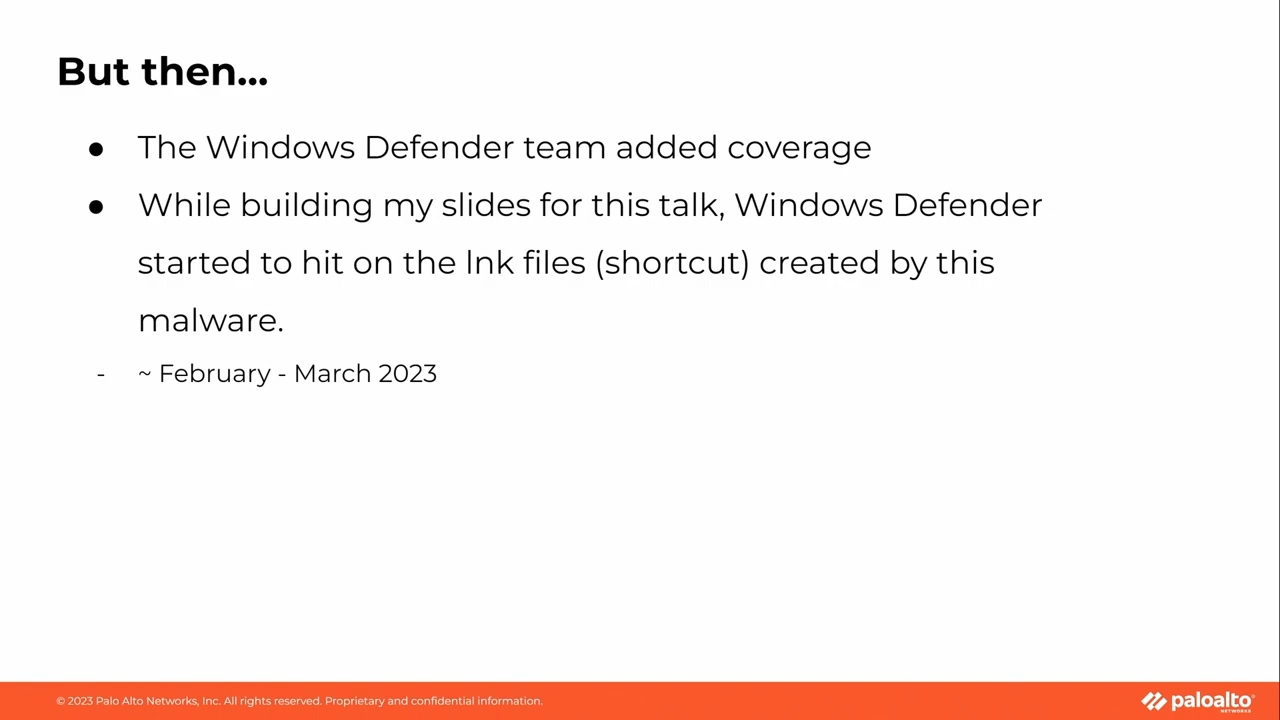 But then...
● The Windows Defender team added coverage
● While building my slides for this talk, Windows Defender
started to hit on the lnk files (shortcut) created by this
malware.
- ~ February - March 2023
© 2023 Palo Alto Networks, Inc. All rights reserved. Proprietary and confidential information.
paloalto
NETWORKS